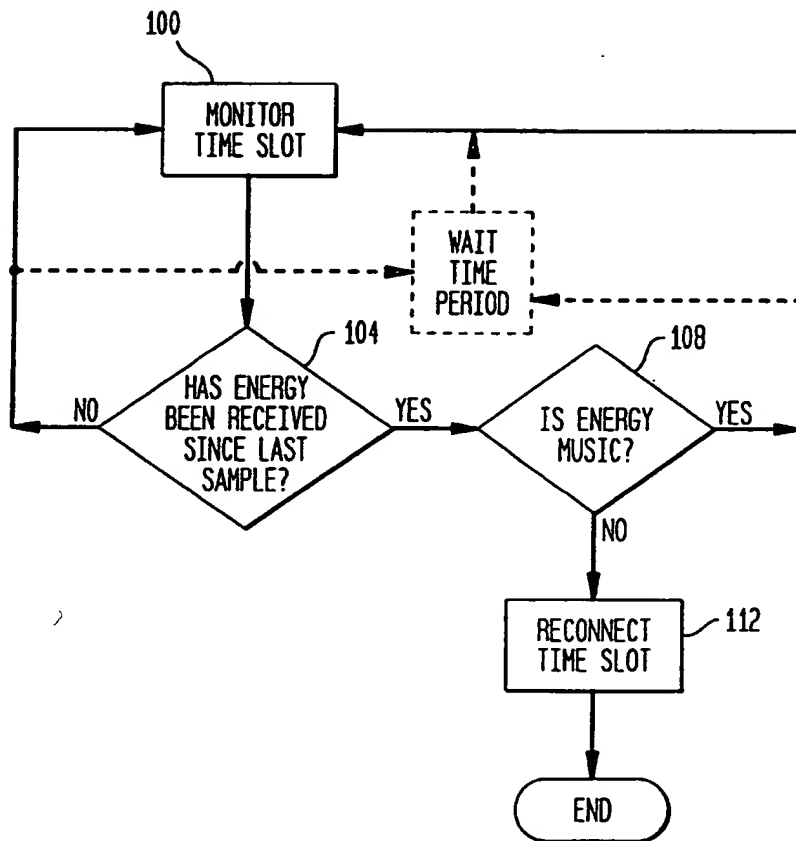 100
MONITOR
TIME SLOT
WAIT
TIME
PERIOD
104
HAS ENERGY
BEEN RECEIVED
SINCE LAST
SAMPLE?
NO
YES
108
IS ENERGY
MUSIC?
YES
NO
112
RECONNECT
TIME SLOT
END